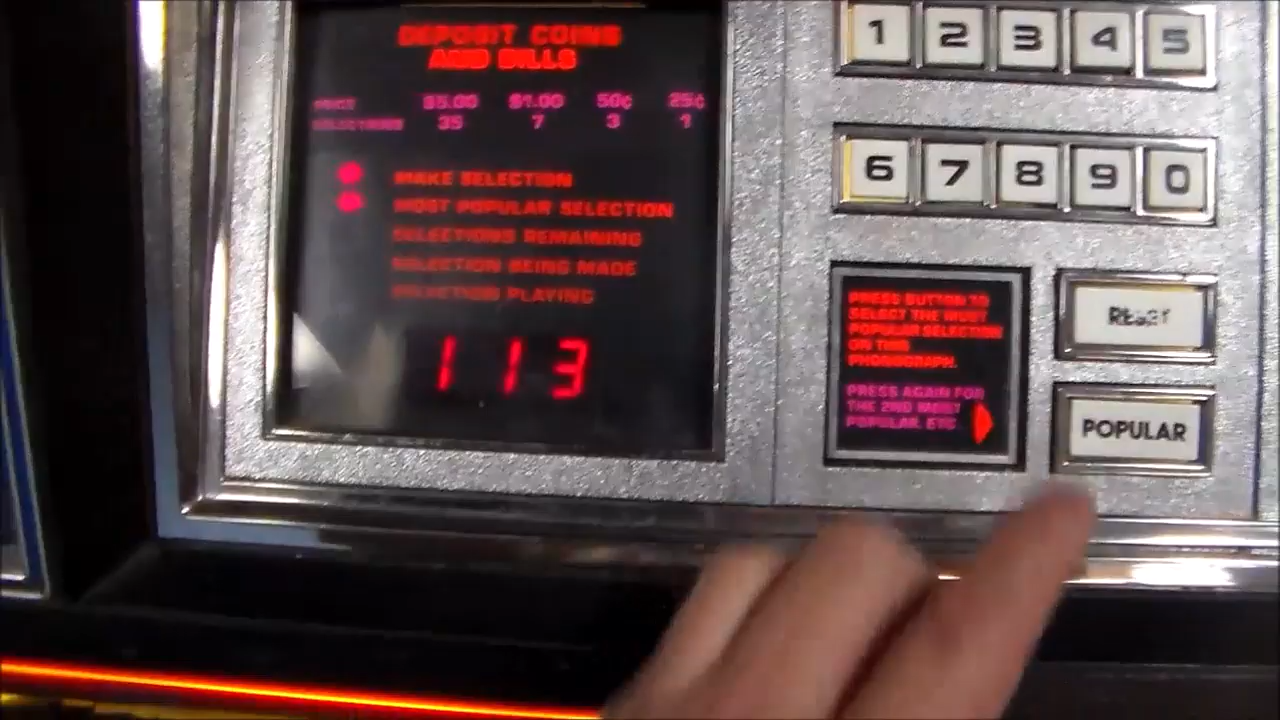 DEPOSIT COINS
AND BILLS
PRICE $5.00 $1.00 50¢ 25¢
SELECTIONS 35 7 3 1
MAKE SELECTION
MOST POPULAR SELECTION
SELECTIONS REMAINING
SELECTION BEING MADE
SELECTION PLAYING
113
1 2 3 4 5
6 7 8 9 0
PRESS BUTTON TO
SELECT THE MOST
POPULAR SELECTION
ON THIS
PHONOGRAPH.
PRESS AGAIN FOR
THE 2ND MOST
POPULAR, ETC.
RESET
POPULAR